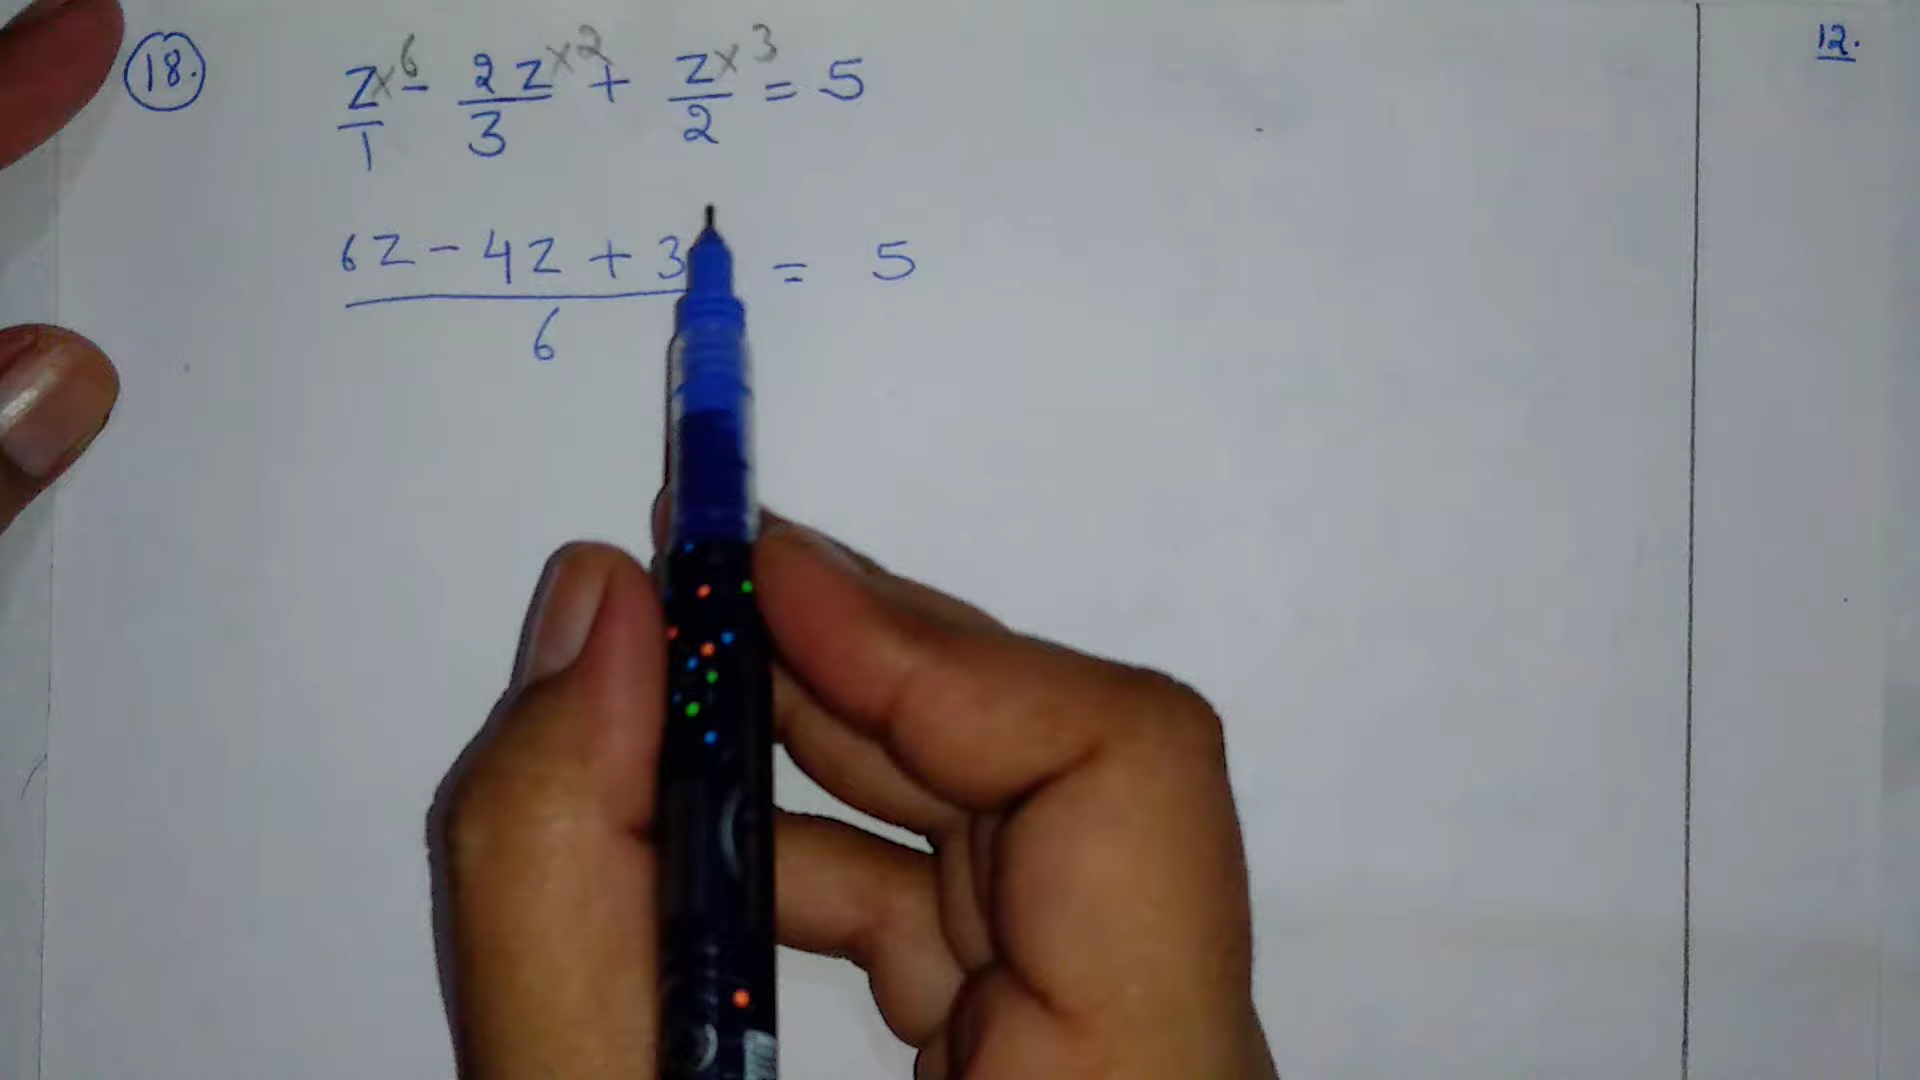 18. z/1 ×6 - 2z/3 ×2 + z/2 ×3 = 5
6z - 4z + 3 = 5
6
12.